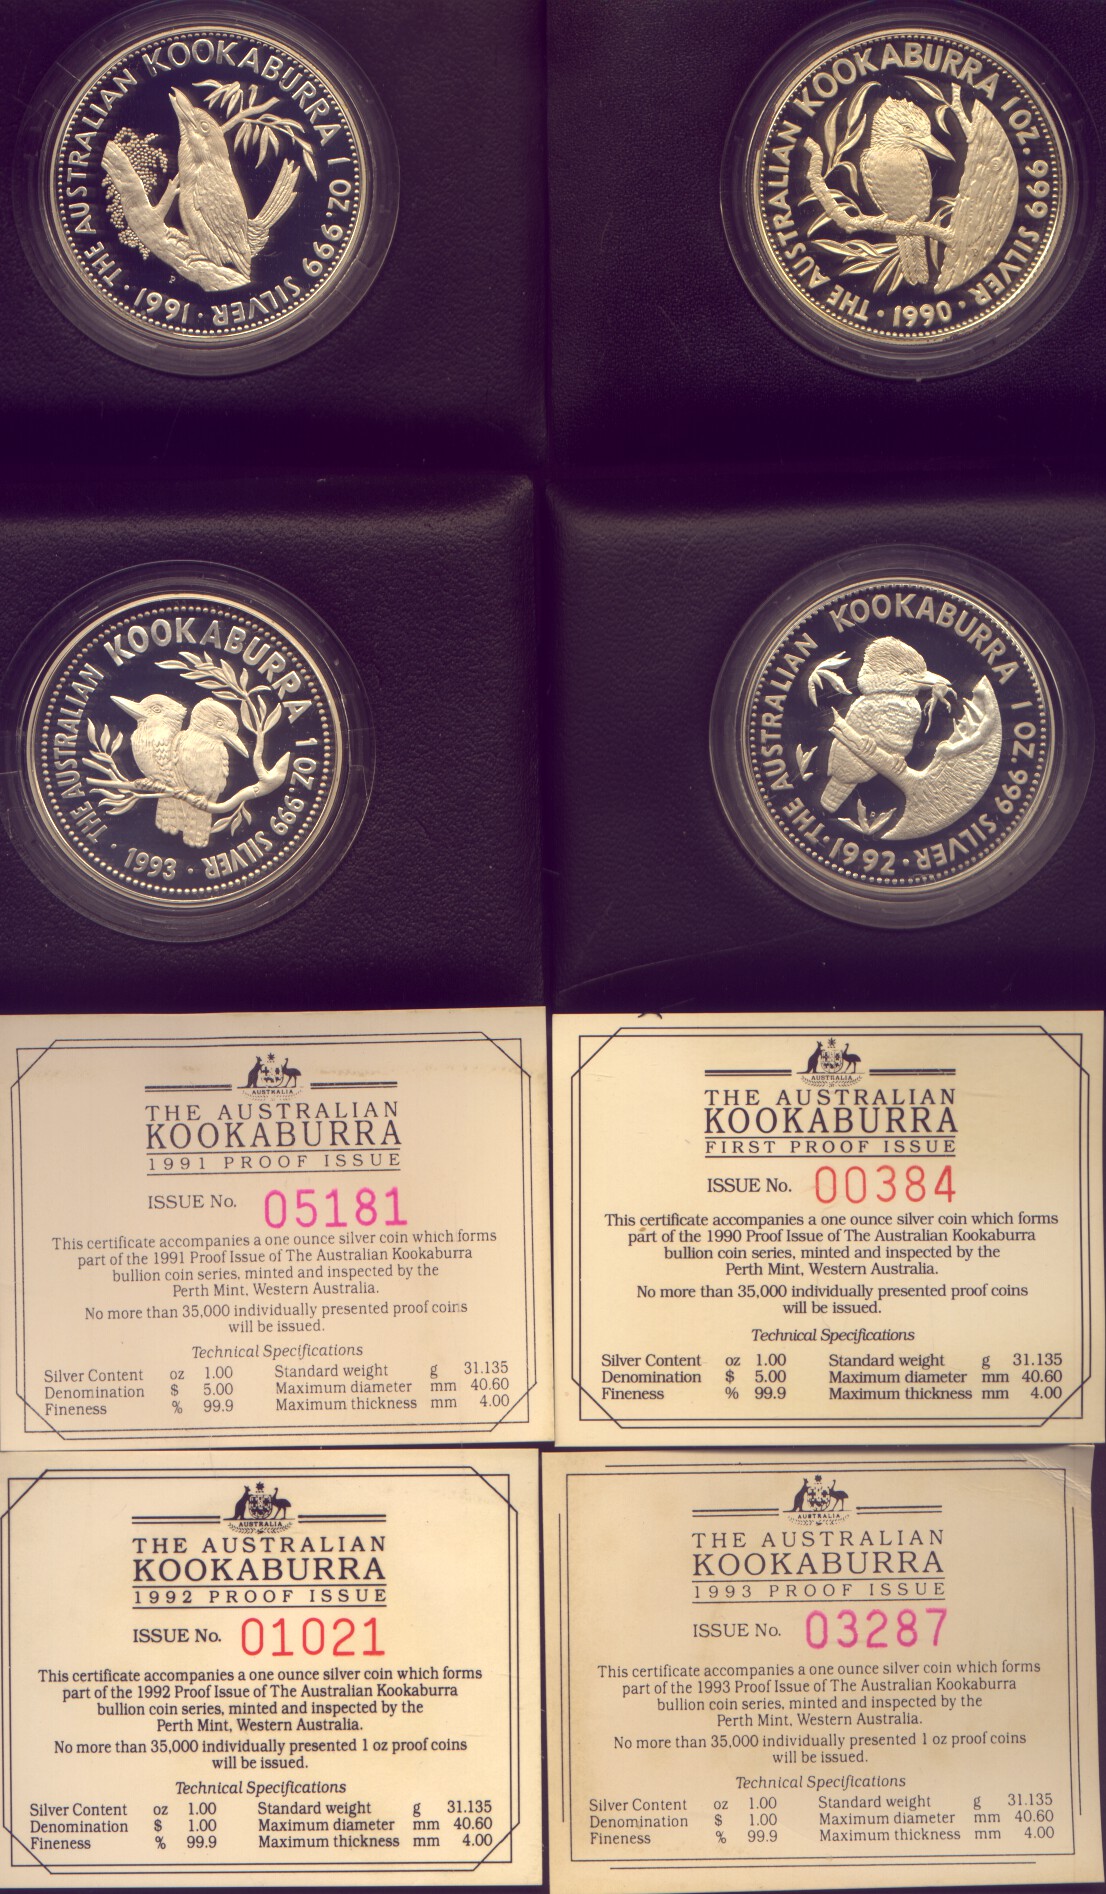 THE AUSTRALIAN KOOKABURRA 1 OZ. 999 SILVER · 1991 ·
P
THE AUSTRALIAN KOOKABURRA 1 OZ. 999 SILVER · 1990 ·
THE AUSTRALIAN KOOKABURRA 1 OZ. 999 SILVER · 1993 ·
THE AUSTRALIAN KOOKABURRA 1 OZ. 999 SILVER · 1992 ·
AUSTRALIA
THE AUSTRALIAN
KOOKABURRA
1991 PROOF ISSUE
ISSUE No. 05181
This certificate accompanies a one ounce silver coin which forms
part of the 1991 Proof Issue of The Australian Kookaburra
bullion coin series, minted and inspected by the
Perth Mint, Western Australia.
No more than 35,000 individually presented proof coins
will be issued.
Technical Specifications
Silver Content oz 1.00 Standard weight g 31.135
Denomination $ 5.00 Maximum diameter mm 40.60
Fineness % 99.9 Maximum thickness mm 4.00
AUSTRALIA
THE AUSTRALIAN
KOOKABURRA
FIRST PROOF ISSUE
ISSUE No. 00384
This certificate accompanies a one ounce silver coin which forms
part of the 1990 Proof Issue of The Australian Kookaburra
bullion coin series, minted and inspected by the
Perth Mint, Western Australia.
No more than 35,000 individually presented proof coins
will be issued.
Technical Specifications
Silver Content oz 1.00 Standard weight g 31.135
Denomination $ 5.00 Maximum diameter mm 40.60
Fineness % 99.9 Maximum thickness mm 4.00
AUSTRALIA
THE AUSTRALIAN
KOOKABURRA
1992 PROOF ISSUE
ISSUE No. 01021
This certificate accompanies a one ounce silver coin which forms
part of the 1992 Proof Issue of The Australian Kookaburra
bullion coin series, minted and inspected by the
Perth Mint, Western Australia.
No more than 35,000 individually presented 1 oz proof coins
will be issued.
Technical Specifications
Silver Content oz 1.00 Standard weight g 31.135
Denomination $ 1.00 Maximum diameter mm 40.60
Fineness % 99.9 Maximum thickness mm 4.00
AUSTRALIA
THE AUSTRALIAN
KOOKABURRA
1993 PROOF ISSUE
ISSUE No. 03287
This certificate accompanies a one ounce silver coin which forms
part of the 1993 Proof Issue of The Australian Kookaburra
bullion coin series, minted and inspected by the
Perth Mint, Western Australia.
No more than 35,000 individually presented 1 oz proof coins
will be issued.
Technical Specifications
Silver Content oz 1.00 Standard weight g 31.135
Denomination $ 1.00 Maximum diameter mm 40.60
Fineness % 99.9 Maximum thickness mm 4.00